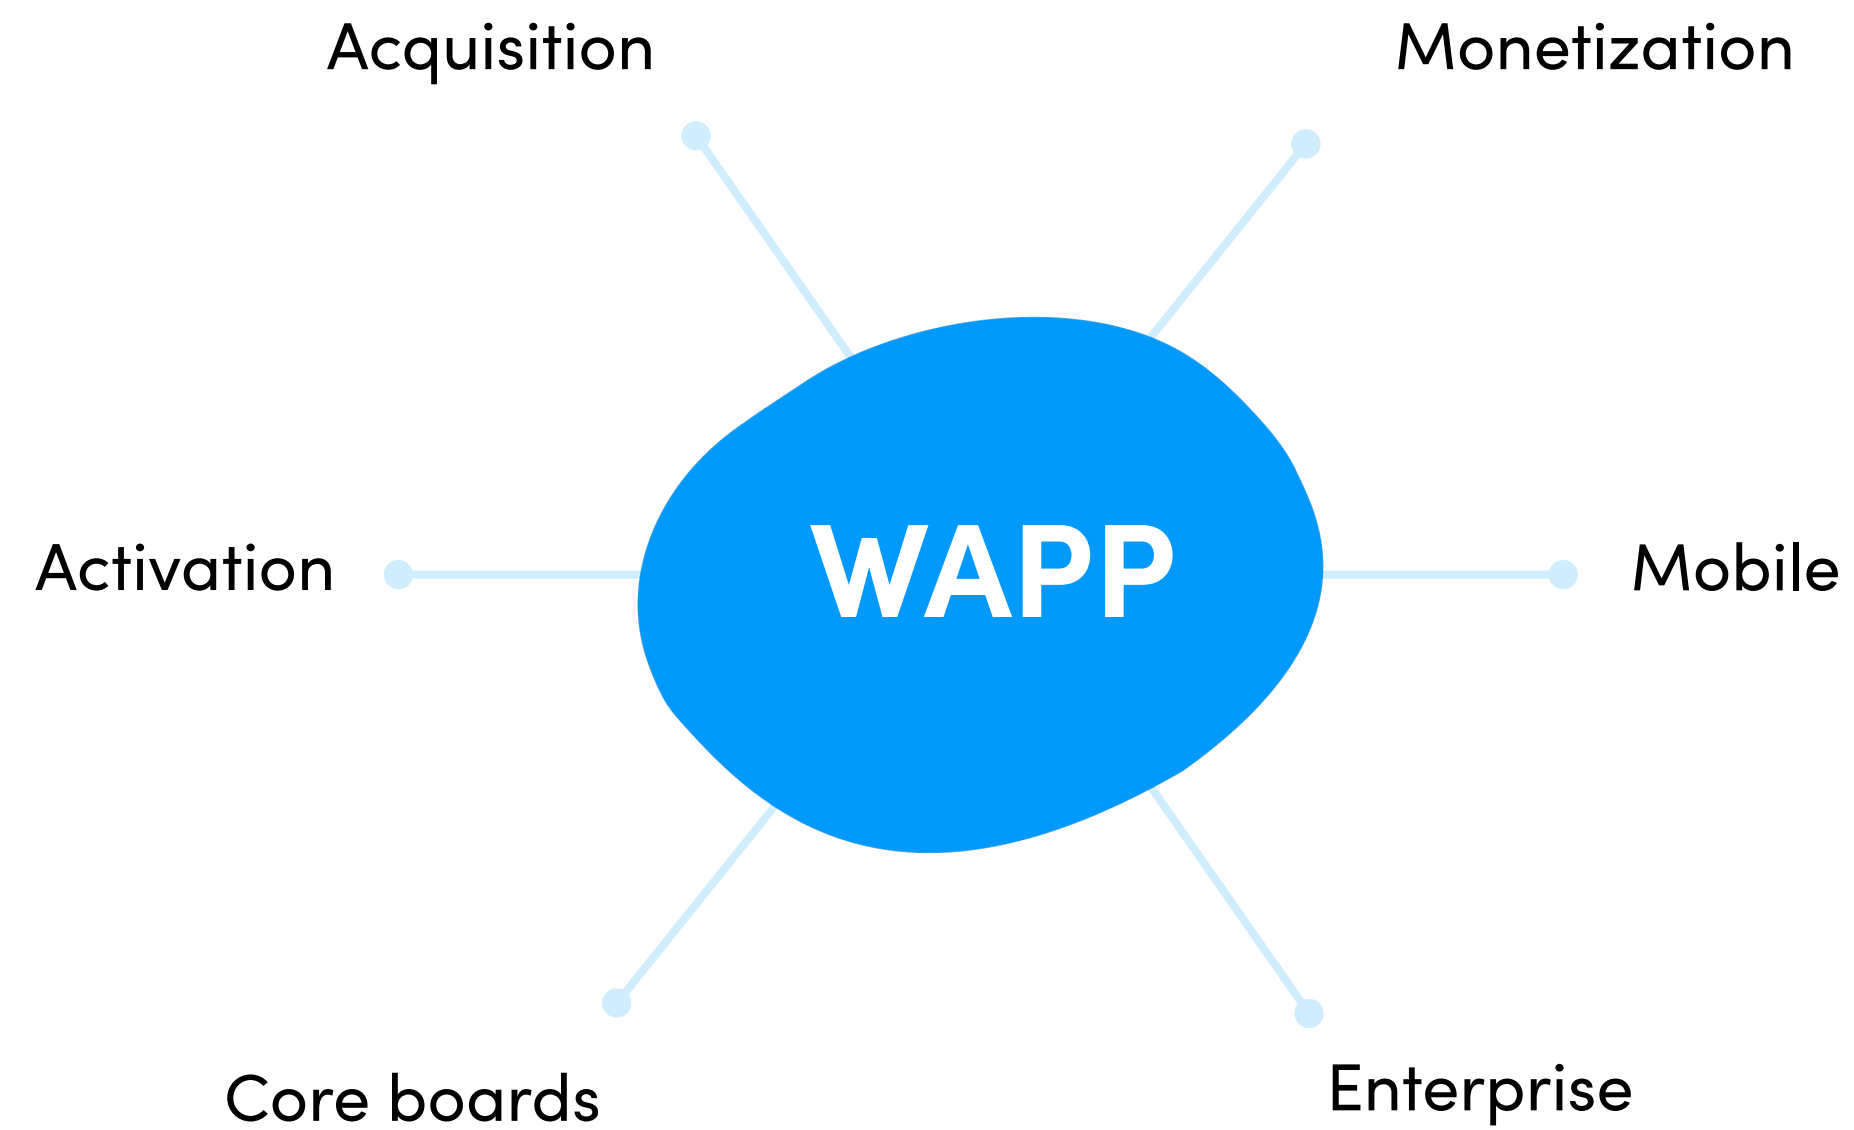 Acquisition
Monetization
Activation
WAPP
Mobile
Core boards
Enterprise